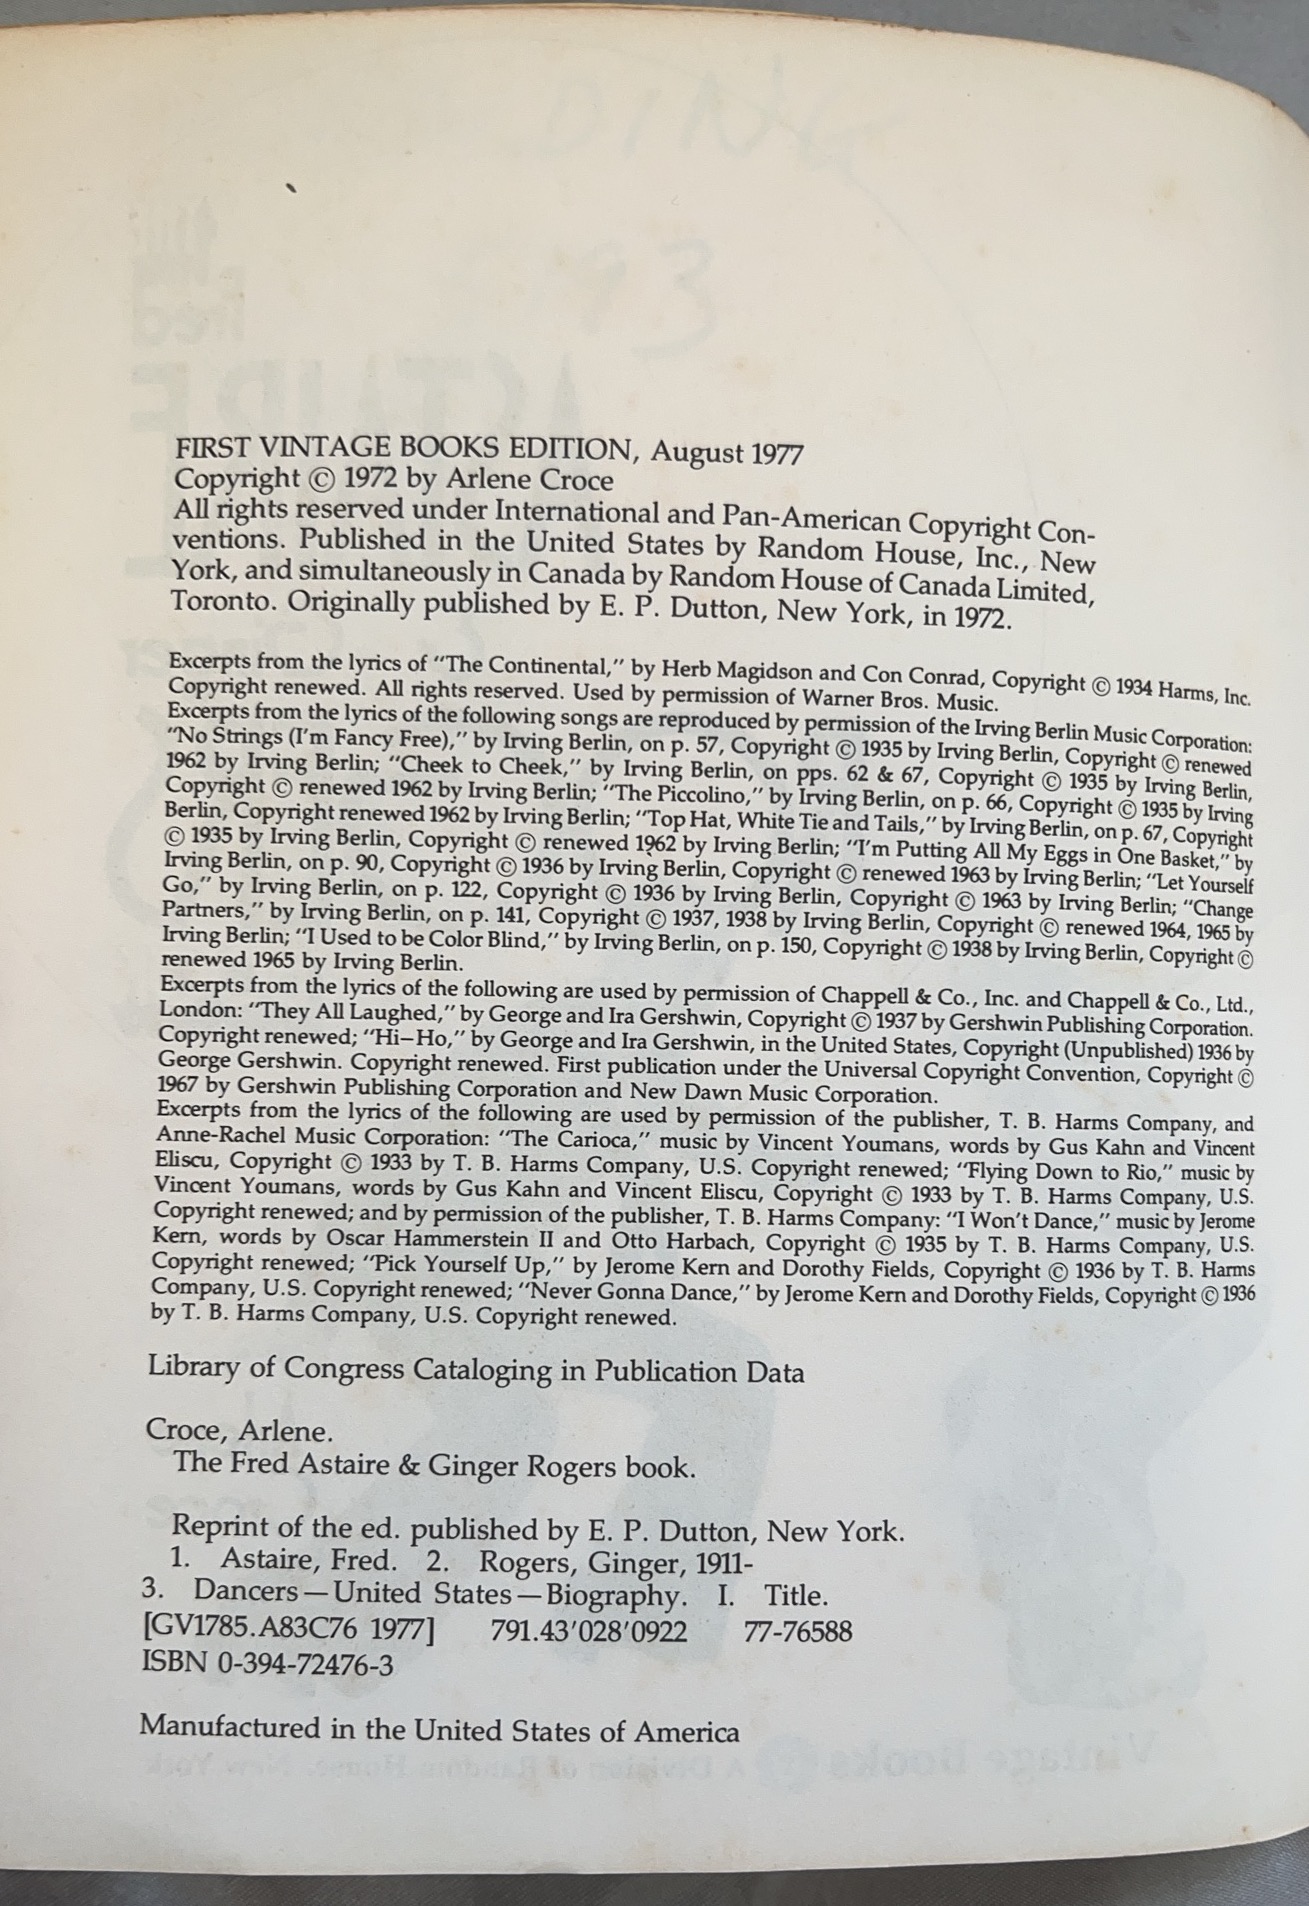 FIRST VINTAGE BOOKS EDITION, August 1977
Copyright © 1972 by Arlene Croce
All rights reserved under International and Pan-American Copyright Con-
ventions. Published in the United States by Random House, Inc., New
York, and simultaneously in Canada by Random House of Canada Limited,
Toronto. Originally published by E. P. Dutton, New York, in 1972.
Excerpts from the lyrics of "The Continental," by Herb Magidson and Con Conrad, Copyright © 1934 Harms, Inc.
Copyright renewed. All rights reserved. Used by permission of Warner Bros. Music.
Excerpts from the lyrics of the following songs are reproduced by permission of the Irving Berlin Music Corporation:
"No Strings (I'm Fancy Free)," by Irving Berlin, on p. 57, Copyright © 1935 by Irving Berlin, Copyright © renewed
1962 by Irving Berlin; "Cheek to Cheek," by Irving Berlin, on pps. 62 & 67, Copyright © 1935 by Irving Berlin,
Copyright © renewed 1962 by Irving Berlin; "The Piccolino," by Irving Berlin, on p. 66, Copyright © 1935 by Irving
Berlin, Copyright renewed 1962 by Irving Berlin; "Top Hat, White Tie and Tails," by Irving Berlin, on p. 67, Copyright
© 1935 by Irving Berlin, Copyright © renewed 1962 by Irving Berlin; "I'm Putting All My Eggs in One Basket," by
Irving Berlin, on p. 90, Copyright © 1936 by Irving Berlin, Copyright © renewed 1963 by Irving Berlin; "Let Yourself
Go," by Irving Berlin, on p. 122, Copyright © 1936 by Irving Berlin, Copyright © 1963 by Irving Berlin; "Change
Partners," by Irving Berlin, on p. 141, Copyright © 1937, 1938 by Irving Berlin, Copyright © renewed 1964, 1965 by
Irving Berlin; "I Used to be Color Blind," by Irving Berlin, on p. 150, Copyright © 1938 by Irving Berlin, Copyright ©
renewed 1965 by Irving Berlin.
Excerpts from the lyrics of the following are used by permission of Chappell & Co., Inc. and Chappell & Co., Ltd.,
London: "They All Laughed," by George and Ira Gershwin, Copyright © 1937 by Gershwin Publishing Corporation.
Copyright renewed; "Hi–Ho," by George and Ira Gershwin, in the United States, Copyright (Unpublished) 1936 by
George Gershwin. Copyright renewed. First publication under the Universal Copyright Convention, Copyright ©
1967 by Gershwin Publishing Corporation and New Dawn Music Corporation.
Excerpts from the lyrics of the following are used by permission of the publisher, T. B. Harms Company, and
Anne-Rachel Music Corporation: "The Carioca," music by Vincent Youmans, words by Gus Kahn and Vincent
Eliscu, Copyright © 1933 by T. B. Harms Company, U.S. Copyright renewed; "Flying Down to Rio," music by
Vincent Youmans, words by Gus Kahn and Vincent Eliscu, Copyright © 1933 by T. B. Harms Company, U.S.
Copyright renewed; and by permission of the publisher, T. B. Harms Company: "I Won't Dance," music by Jerome
Kern, words by Oscar Hammerstein II and Otto Harbach, Copyright © 1935 by T. B. Harms Company, U.S.
Copyright renewed; "Pick Yourself Up," by Jerome Kern and Dorothy Fields, Copyright © 1936 by T. B. Harms
Company, U.S. Copyright renewed; "Never Gonna Dance," by Jerome Kern and Dorothy Fields, Copyright © 1936
by T. B. Harms Company, U.S. Copyright renewed.
Library of Congress Cataloging in Publication Data
Croce, Arlene.
The Fred Astaire & Ginger Rogers book.
Reprint of the ed. published by E. P. Dutton, New York.
1. Astaire, Fred. 2. Rogers, Ginger, 1911-
3. Dancers—United States—Biography. I. Title.
[GV1785.A83C76 1977] 791.43'028'0922 77-76588
ISBN 0-394-72476-3
Manufactured in the United States of America